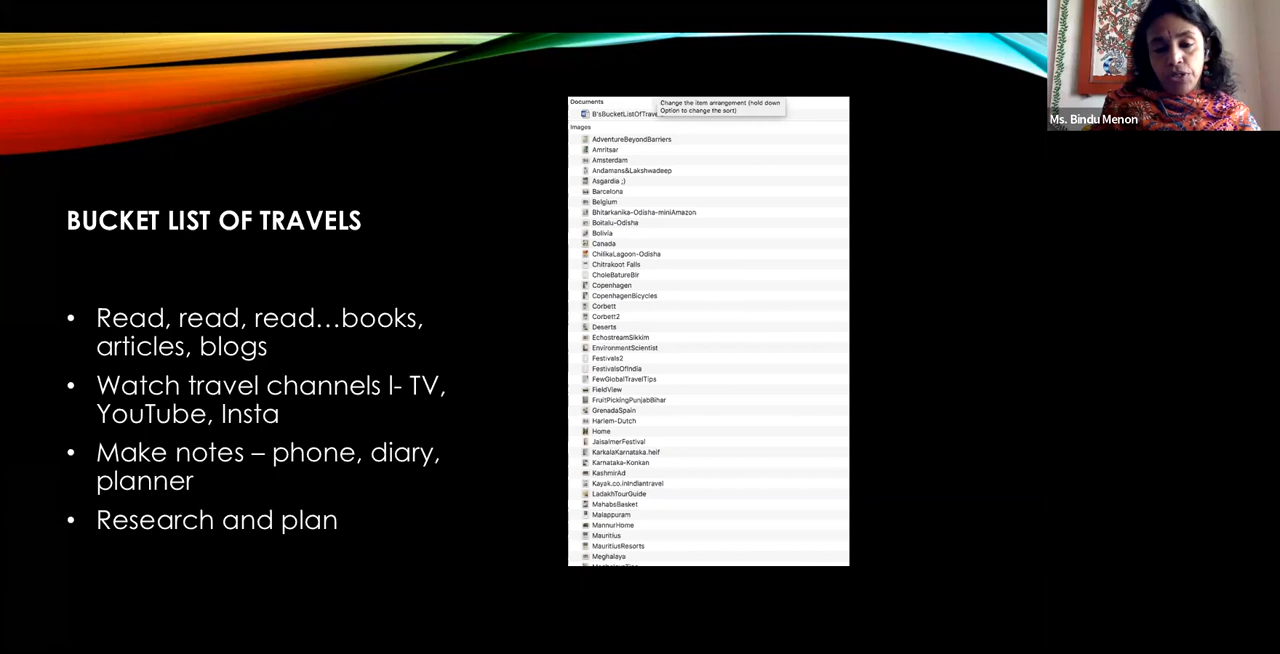 Ms. Bindu Menon
BUCKET LIST OF TRAVELS
• Read, read, read...books,
articles, blogs
• Watch travel channels l- TV,
YouTube, Insta
• Make notes – phone, diary,
planner
• Research and plan
Documents
Change the item arrangement (hold down
Option to change the sort)
B'sBucketListOfTrave
Images
AdventureBeyondBarriers
Amritsar
Amsterdam
Andamans&Lakshwadeep
Asgardia ;)
Barcelona
Belgium
Bhitarkanika-Odisha-miniAmazon
Boitalu-Odisha
Bolivia
Canada
ChilikaLagoon-Odisha
Chitrakoot Falls
CholeBatureBir
Copenhagen
CopenhagenBicycles
Corbett
Corbett2
Deserts
EchostreamSikkim
EnvironmentScientist
Festivals2
FestivalsOfIndia
FewGlobalTravelTips
FieldView
FruitPickingPunjabBihar
GrenadaSpain
Harlem-Dutch
Home
JaisalmerFestival
KarkalaKarnataka.heif
Karnataka-Konkan
KashmirAd
Kayak.co.inIndiantravel
LadakhTourGuide
MahabsBasket
Malappuram
MannurHome
Mauritius
MauritiusResorts
Meghalaya